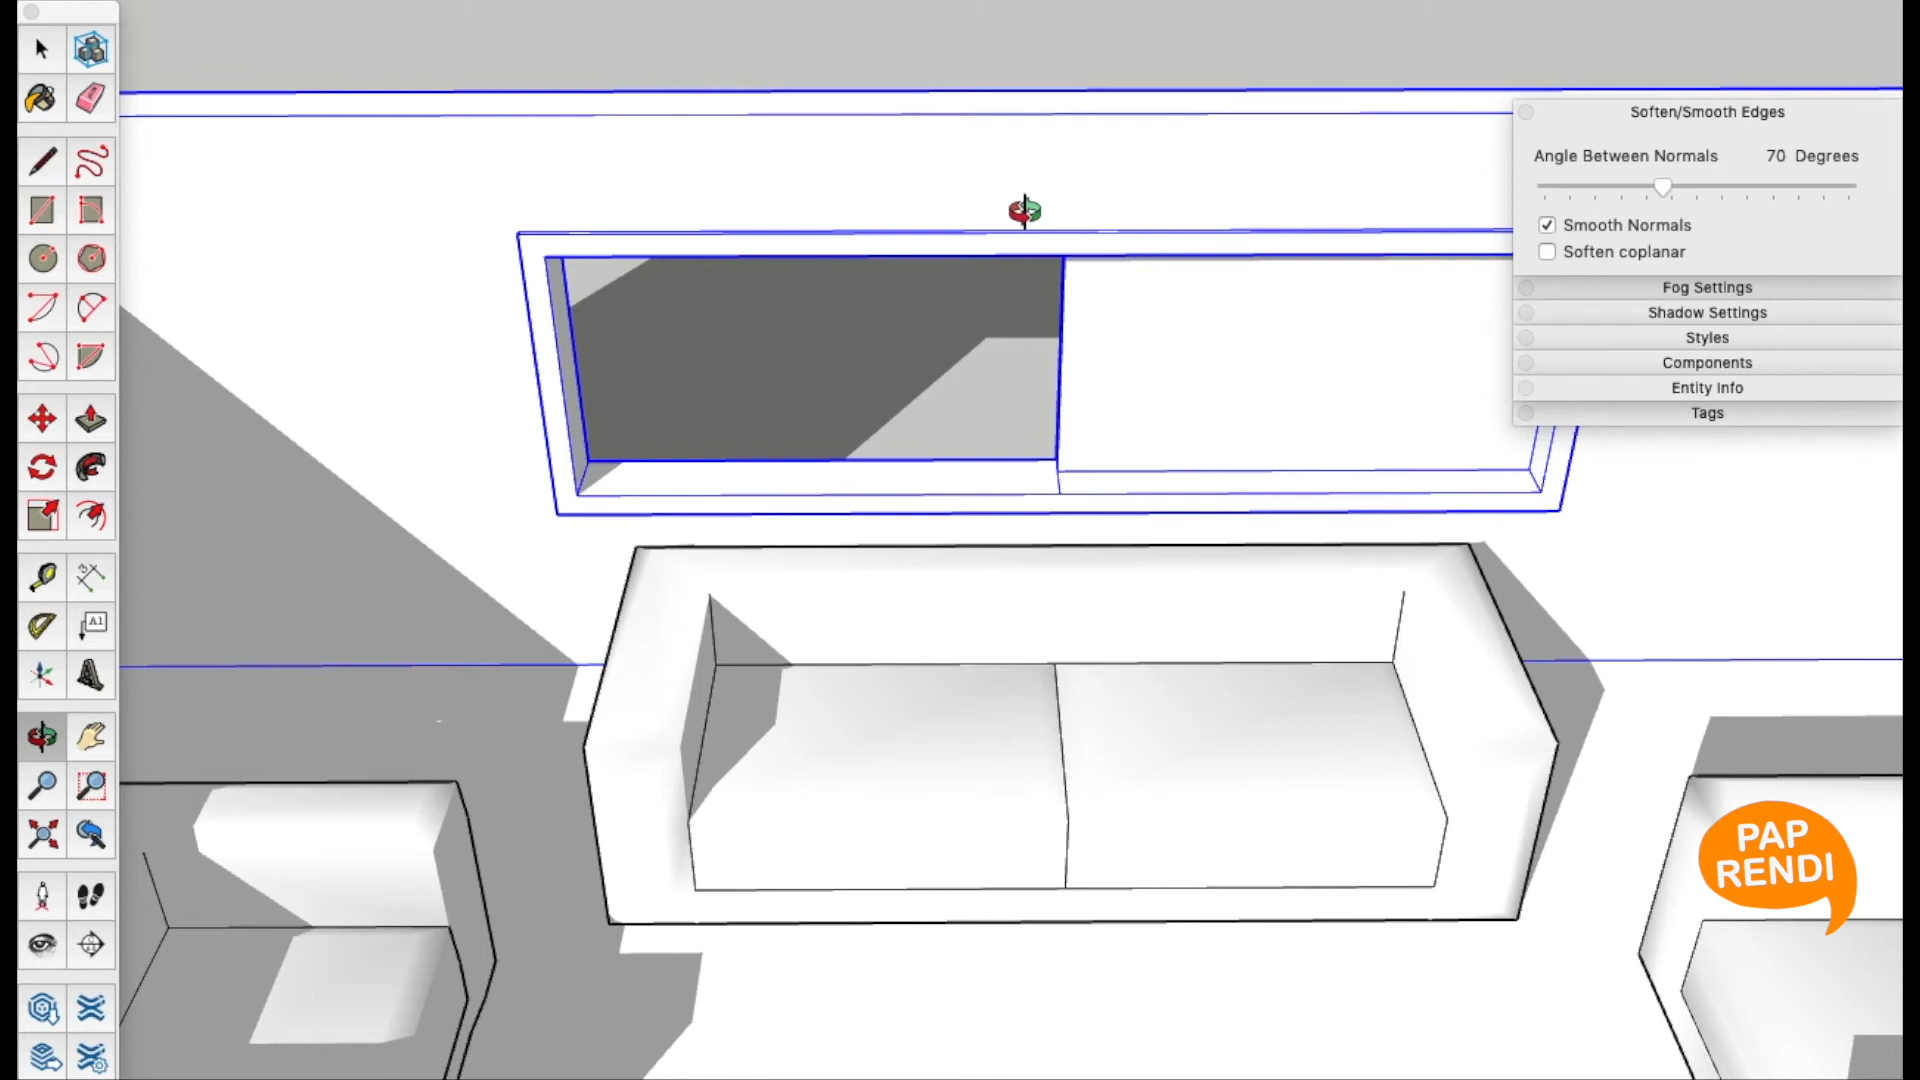 Soften/Smooth Edges
Angle Between Normals 70 Degrees
Smooth Normals
Soften coplanar
Fog Settings
Shadow Settings
Styles
Components
Entity Info
Tags
A1
PAP
RENDI